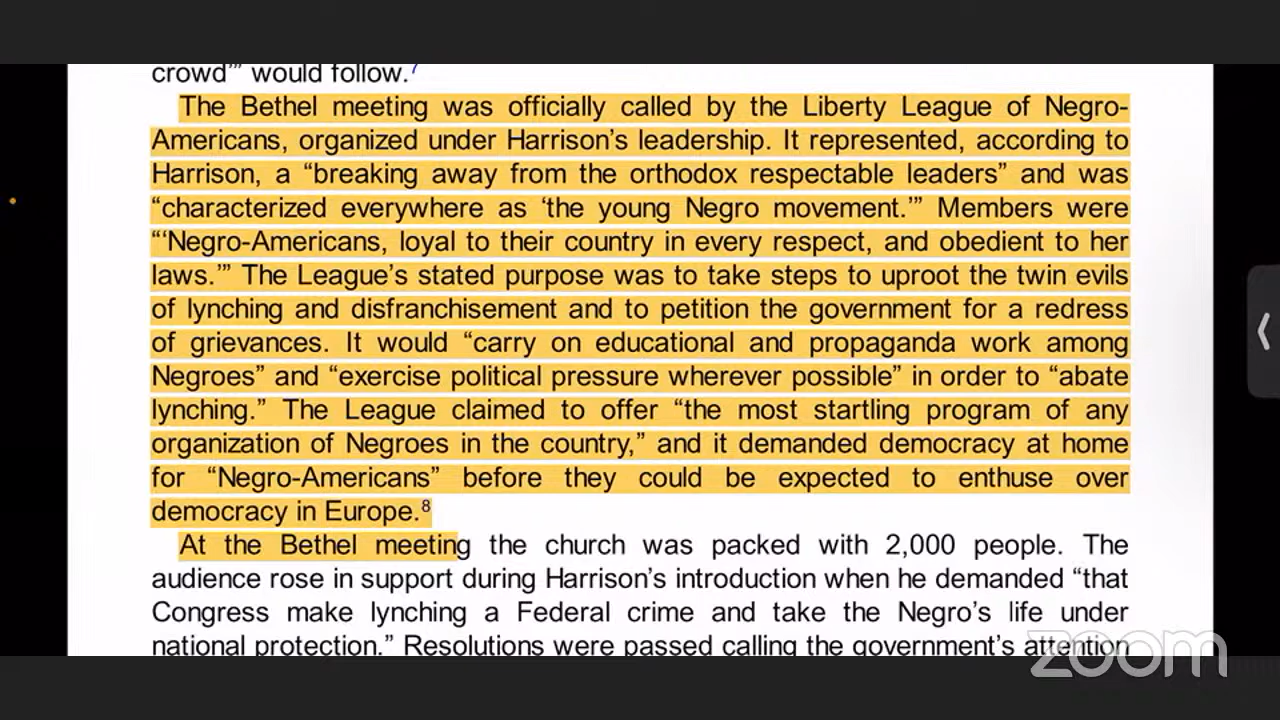 crowd’” would follow.7
The Bethel meeting was officially called by the Liberty League of Negro-
Americans, organized under Harrison’s leadership. It represented, according to
Harrison, a “breaking away from the orthodox respectable leaders” and was
“characterized everywhere as ‘the young Negro movement.’” Members were
“‘Negro-Americans, loyal to their country in every respect, and obedient to her
laws.’” The League’s stated purpose was to take steps to uproot the twin evils
of lynching and disfranchisement and to petition the government for a redress
of grievances. It would “carry on educational and propaganda work among
Negroes” and “exercise political pressure wherever possible” in order to “abate
lynching.” The League claimed to offer “the most startling program of any
organization of Negroes in the country,” and it demanded democracy at home
for “Negro-Americans” before they could be expected to enthuse over
democracy in Europe.8
At the Bethel meeting the church was packed with 2,000 people. The
audience rose in support during Harrison’s introduction when he demanded “that
Congress make lynching a Federal crime and take the Negro’s life under
national protection.” Resolutions were passed calling the government’s attention
zoom